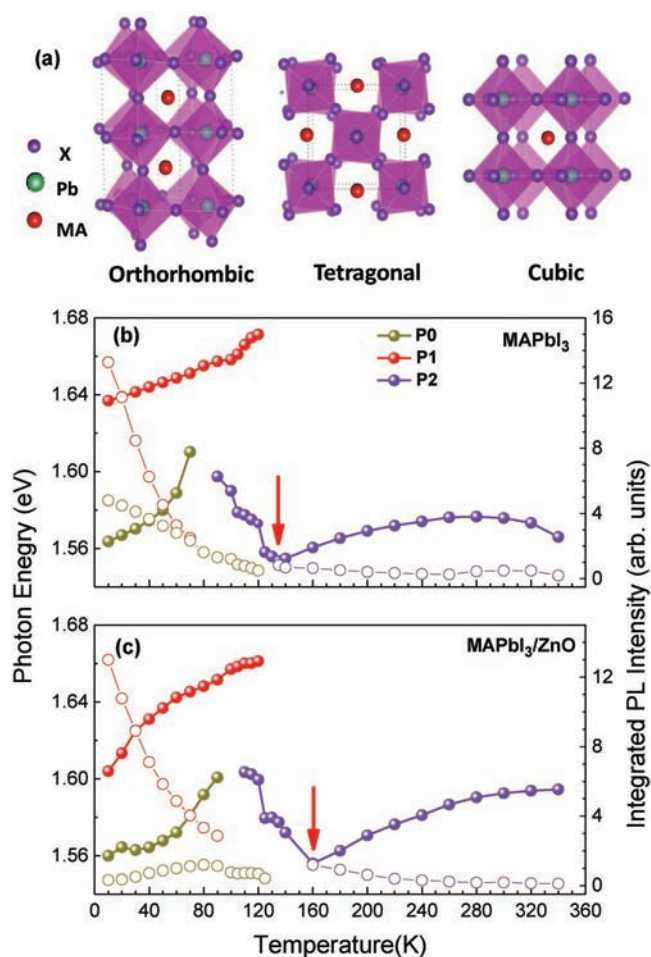 (a)
X
Pb
MA
Orthorhombic
Tetragonal
Cubic
(b)
P0
P1
P2
MAPbI₃
1.68
1.64
1.60
1.56
16
12
8
4
0
(c)
MAPbI₃/ZnO
1.68
1.64
1.60
1.56
12
8
4
0
Photon Enegry (eV)
Integrated PL Intensity (arb. units)
0 40 80 120 160 200 240 280 320 360
Temperature(K)